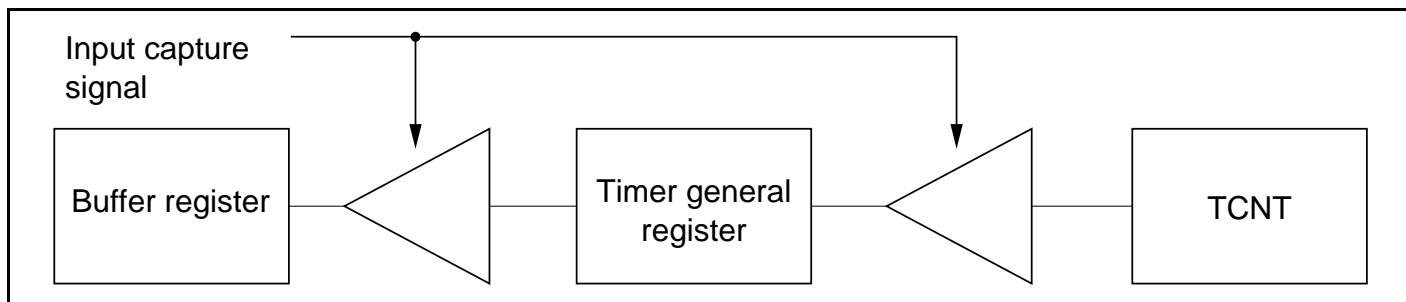 Input capture
signal
Buffer register
Timer general
register
TCNT